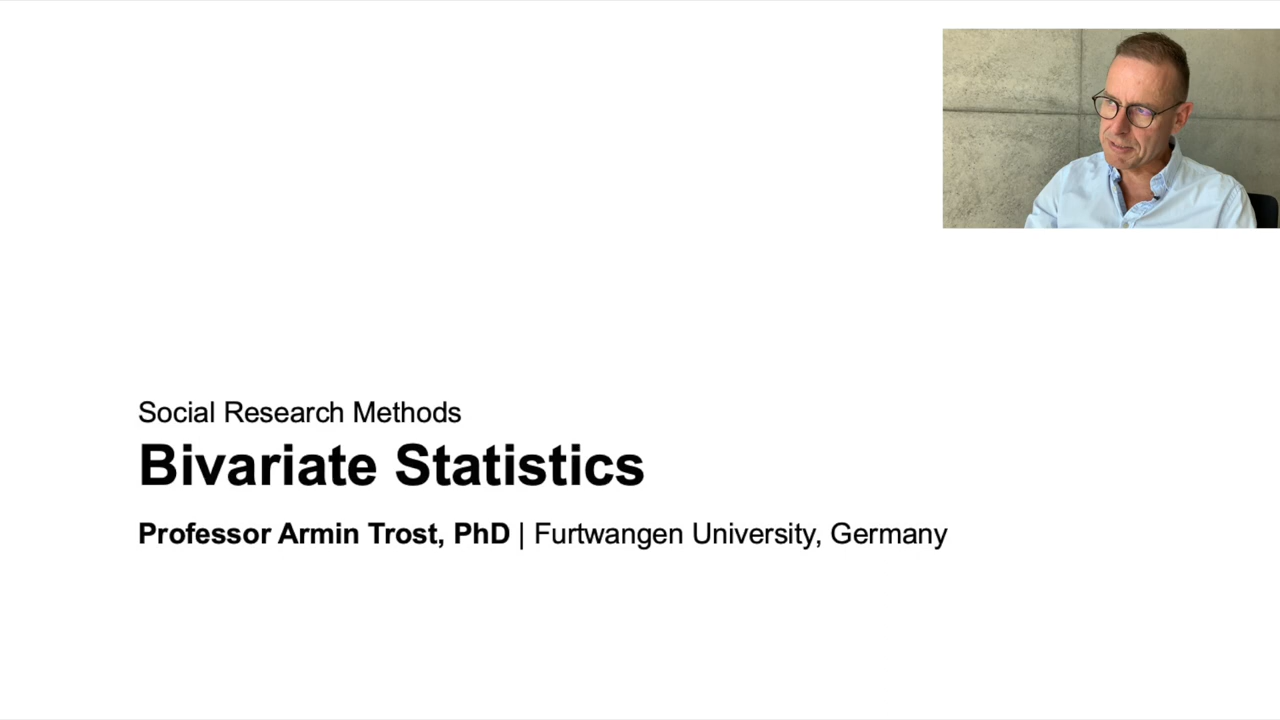 Social Research Methods
Bivariate Statistics
Professor Armin Trost, PhD | Furtwangen University, Germany